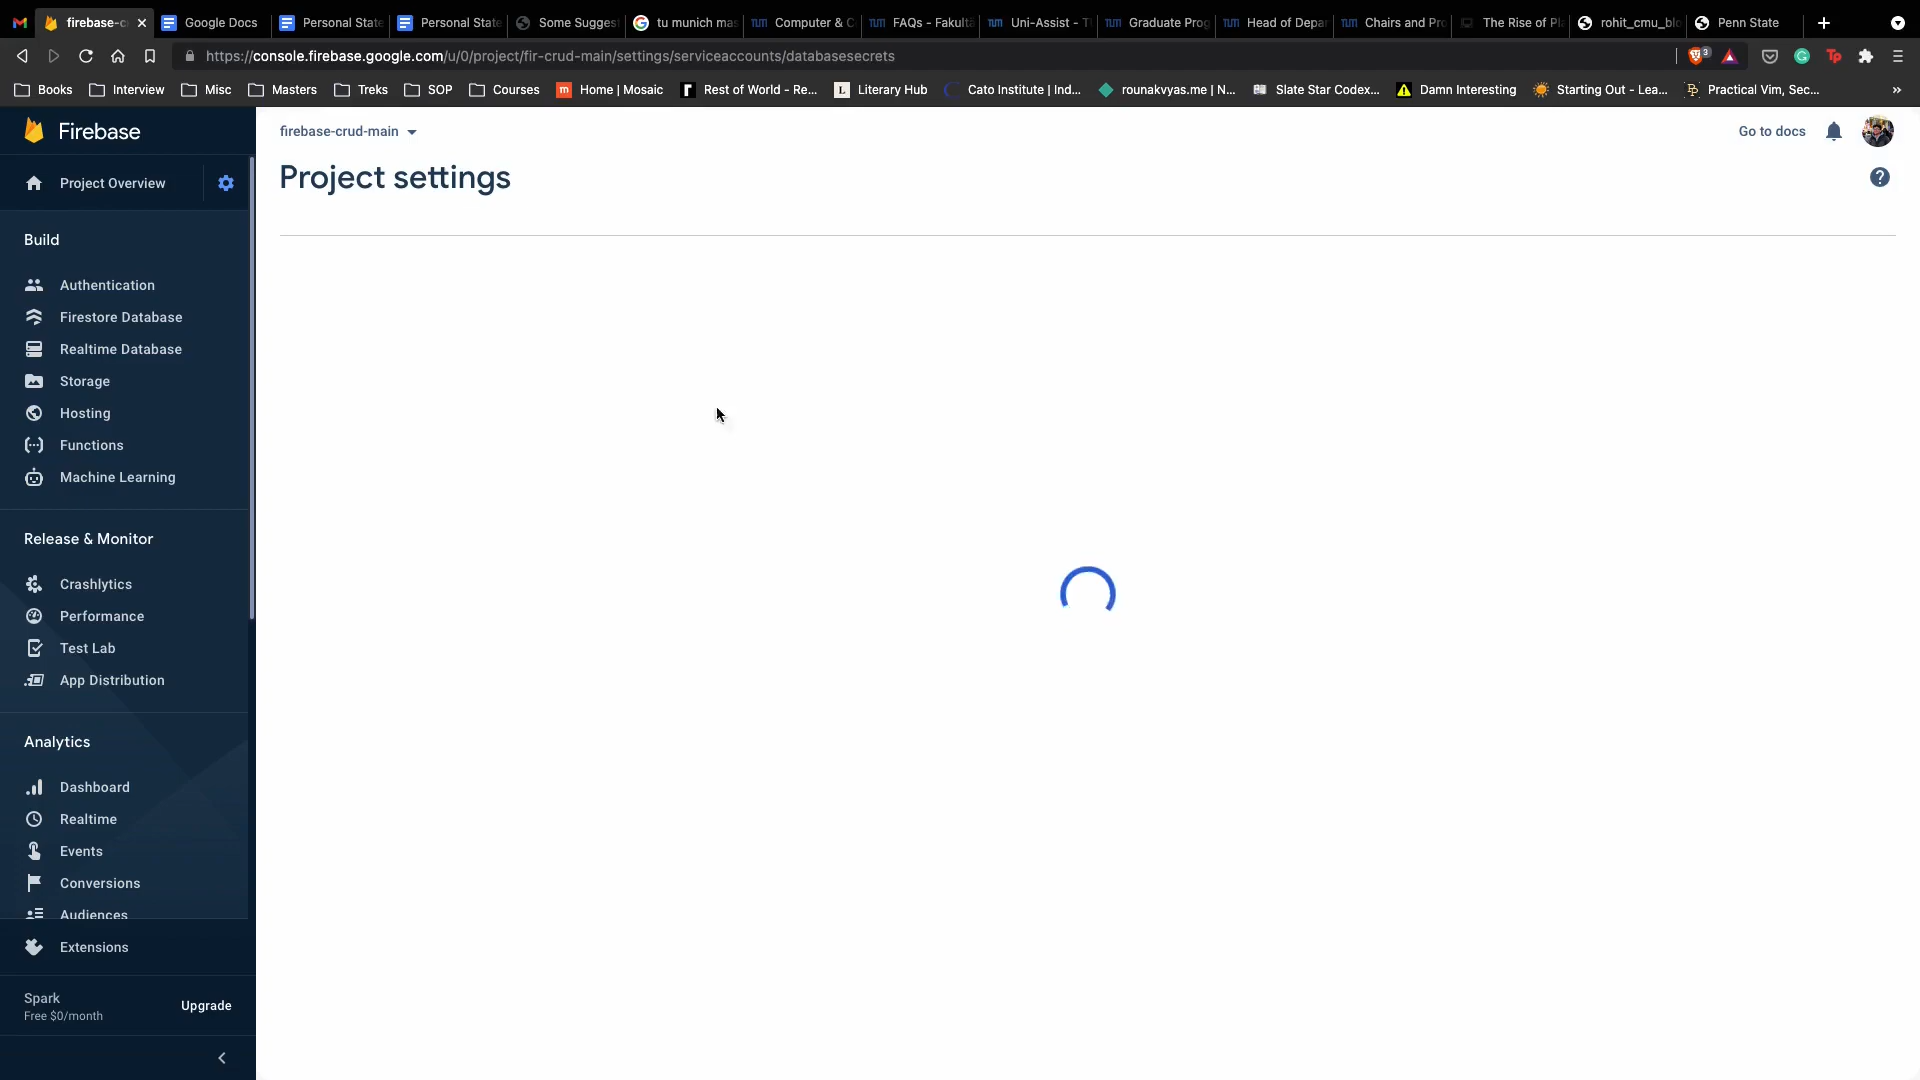 firebase-c
Google Docs
Personal State
Personal State
Some Sugges
tu munich mas
Computer & C
FAQs - Fakultä
Uni-Assist - T
Graduate Prog
Head of Depar
Chairs and Pro
The Rise of Pl
rohit_cmu_blo
Penn State
https://console.firebase.google.com/u/0/project/fir-crud-main/settings/serviceaccounts/databasesecrets
3
Tp
Books
Interview
Misc
Masters
Treks
SOP
Courses
m
Home | Mosaic
Rest of World - Re...
L
Literary Hub
Cato Institute | Ind...
rounakvyas.me | N...
Slate Star Codex...
Damn Interesting
Starting Out - Lea...
Practical Vim, Sec...
»
Firebase
firebase-crud-main
Go to docs
Project Overview
Project settings
?
Build
Authentication
Firestore Database
Realtime Database
Storage
Hosting
Functions
Machine Learning
Release & Monitor
Crashlytics
Performance
Test Lab
App Distribution
Analytics
Dashboard
Realtime
Events
Conversions
Audiences
Extensions
Spark
Free $0/month
Upgrade